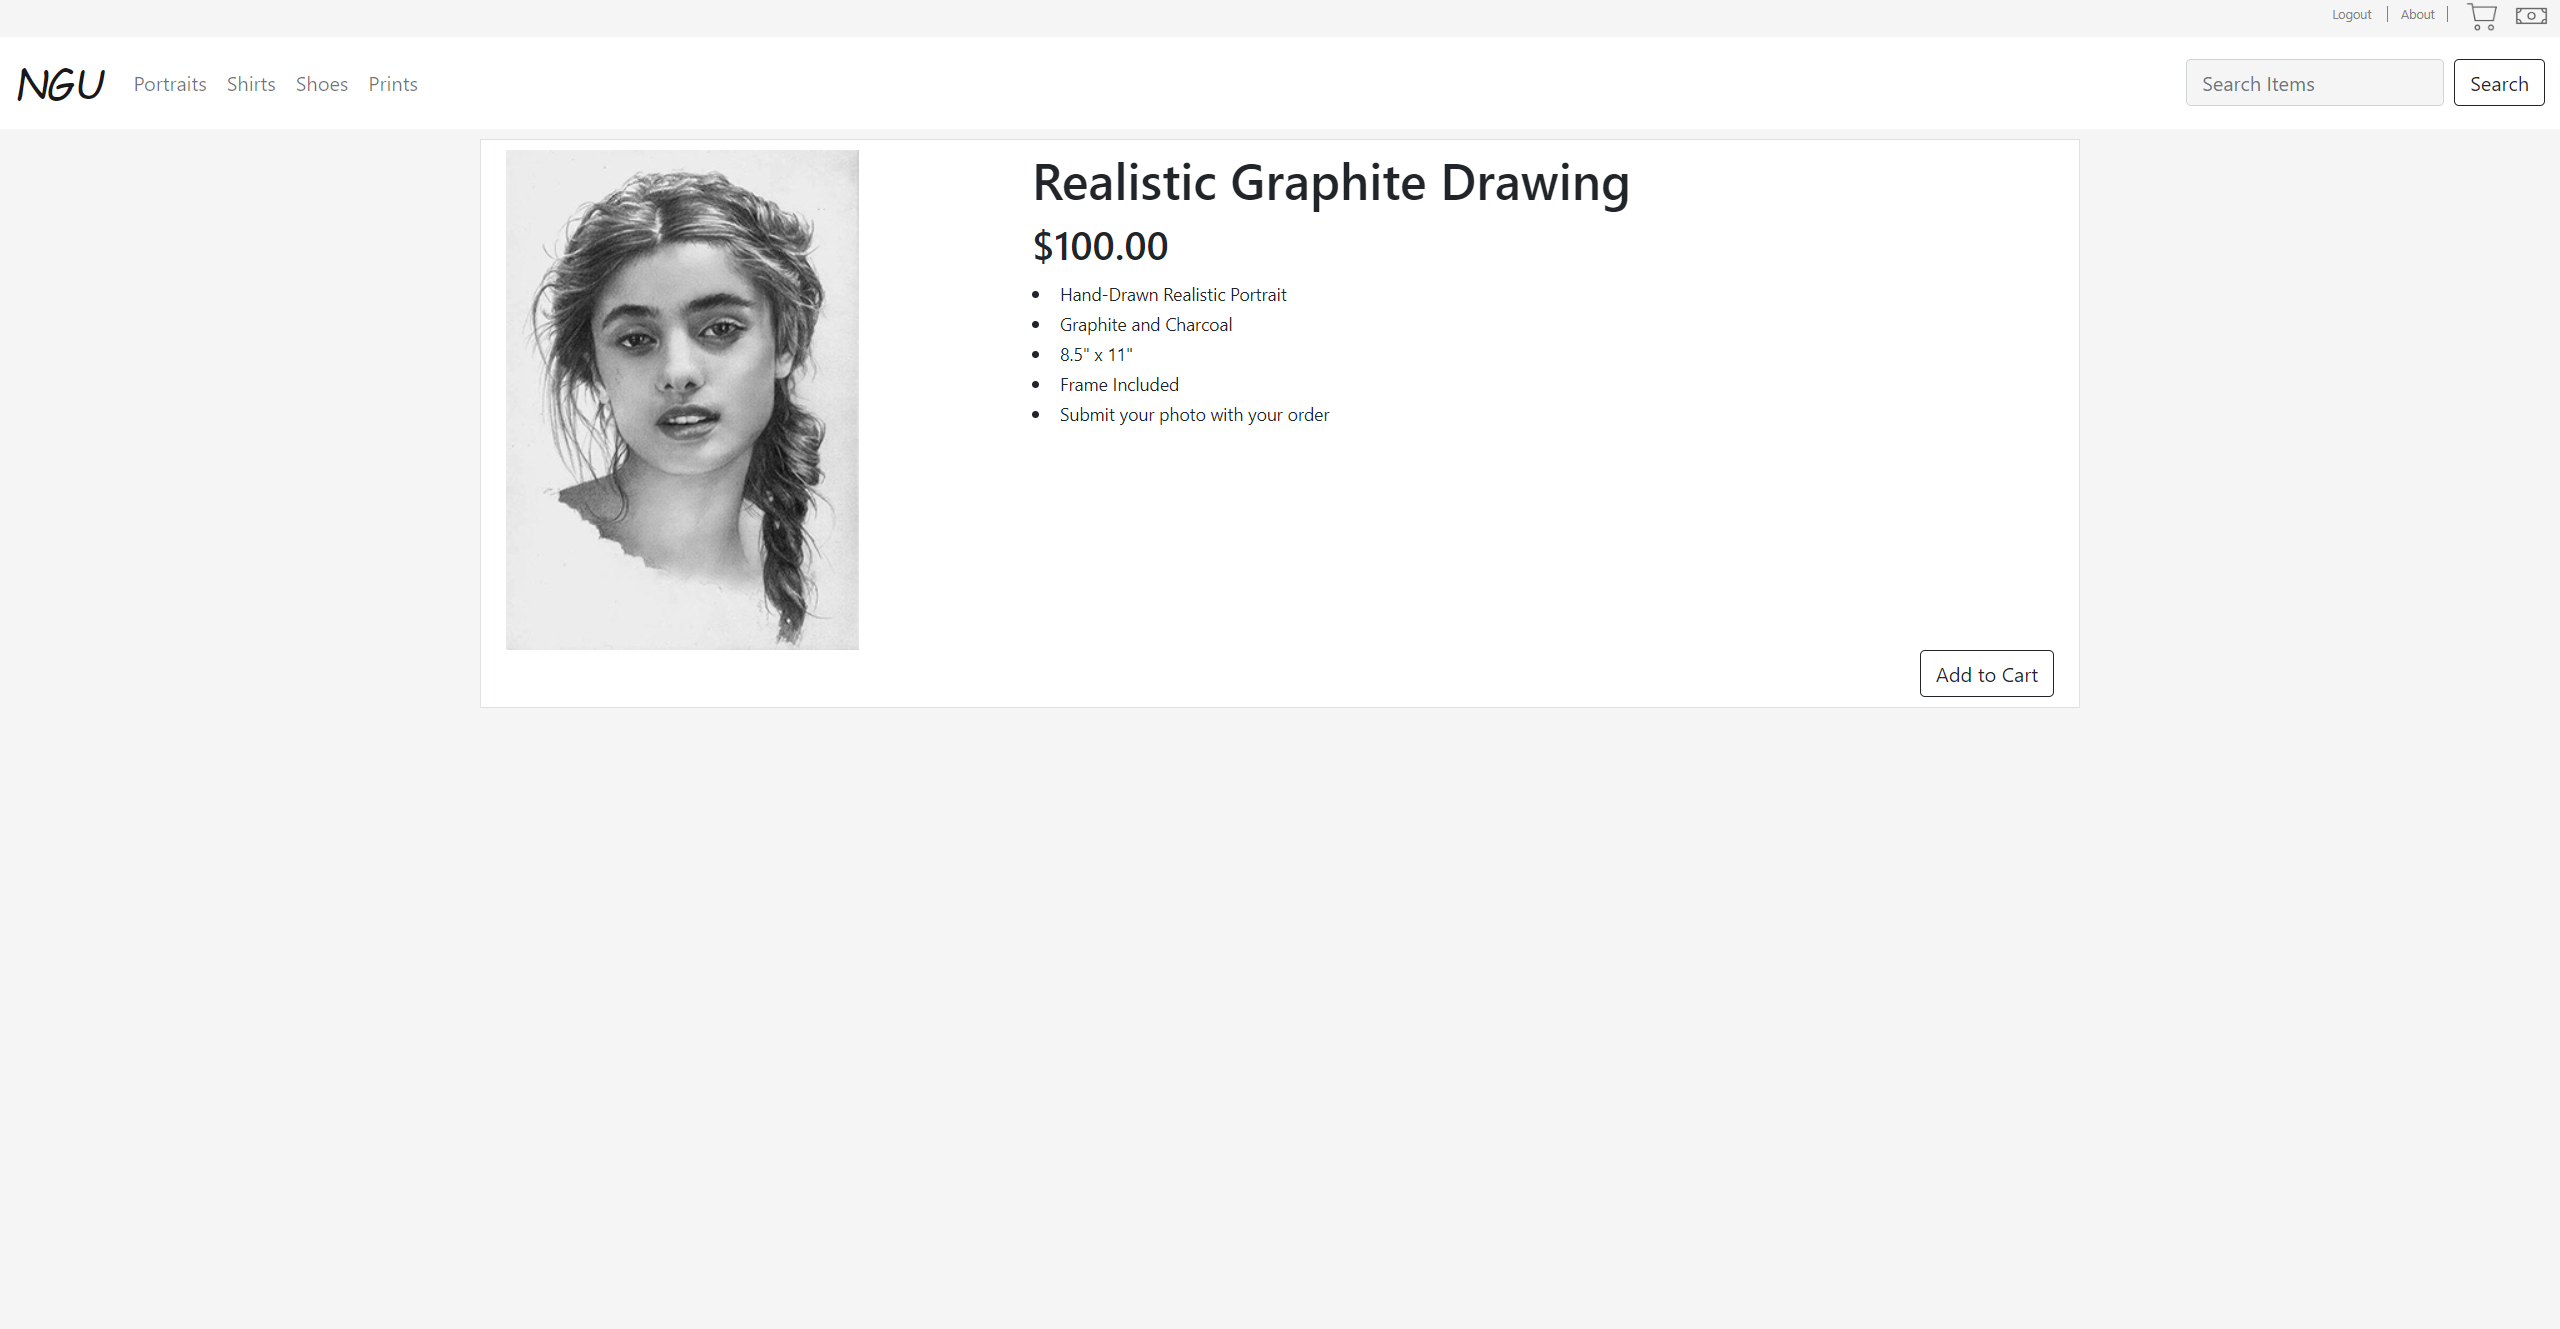 Logout | About |
NGU Portraits Shirts Shoes Prints Search Items Search
Realistic Graphite Drawing
$100.00
• Hand-Drawn Realistic Portrait
• Graphite and Charcoal
• 8.5" x 11"
• Frame Included
• Submit your photo with your order
Add to Cart